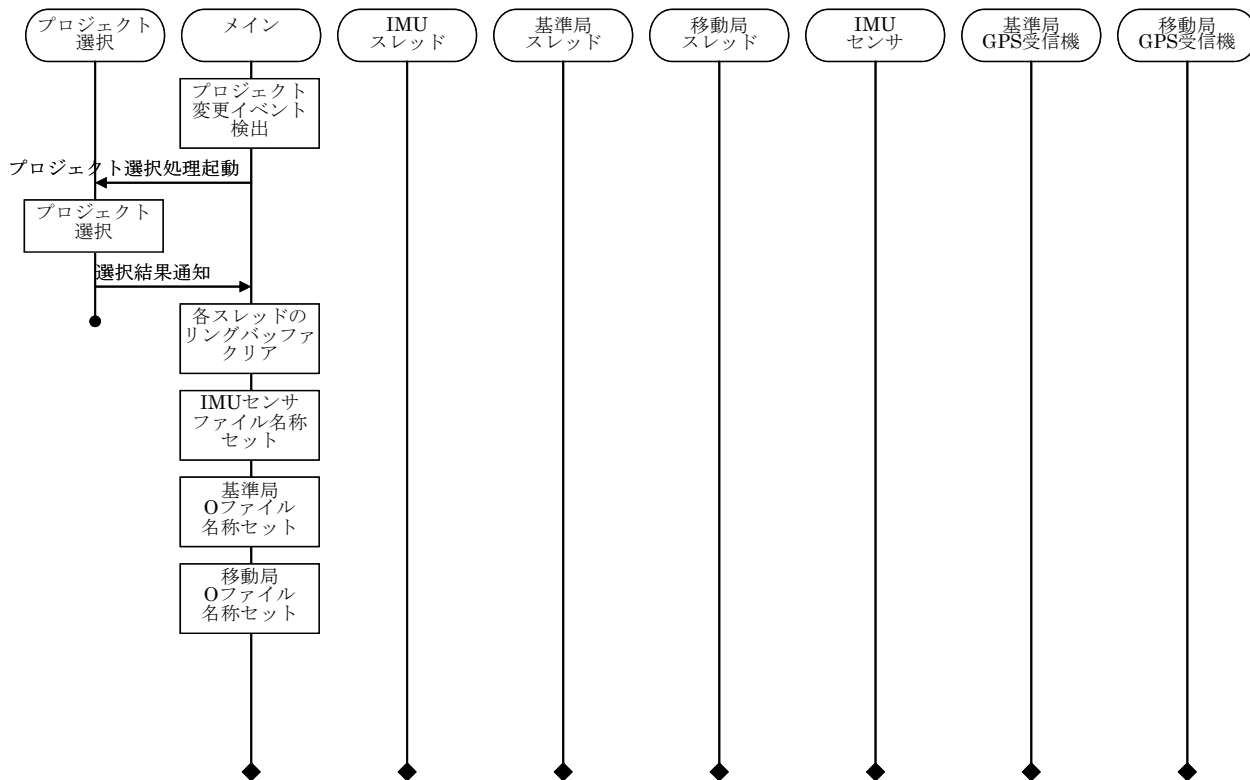 プロジェクト
選択
メイン
IMU
スレッド
基準局
スレッド
移動局
スレッド
IMU
センサ
基準局
GPS受信機
移動局
GPS受信機
プロジェクト
変更イベント
検出
プロジェクト選択処理起動
プロジェクト
選択
選択結果通知
各スレッドの
リングバッファ
クリア
IMUセンサ
ファイル名称
セット
基準局
Oファイル
名称セット
移動局
Oファイル
名称セット